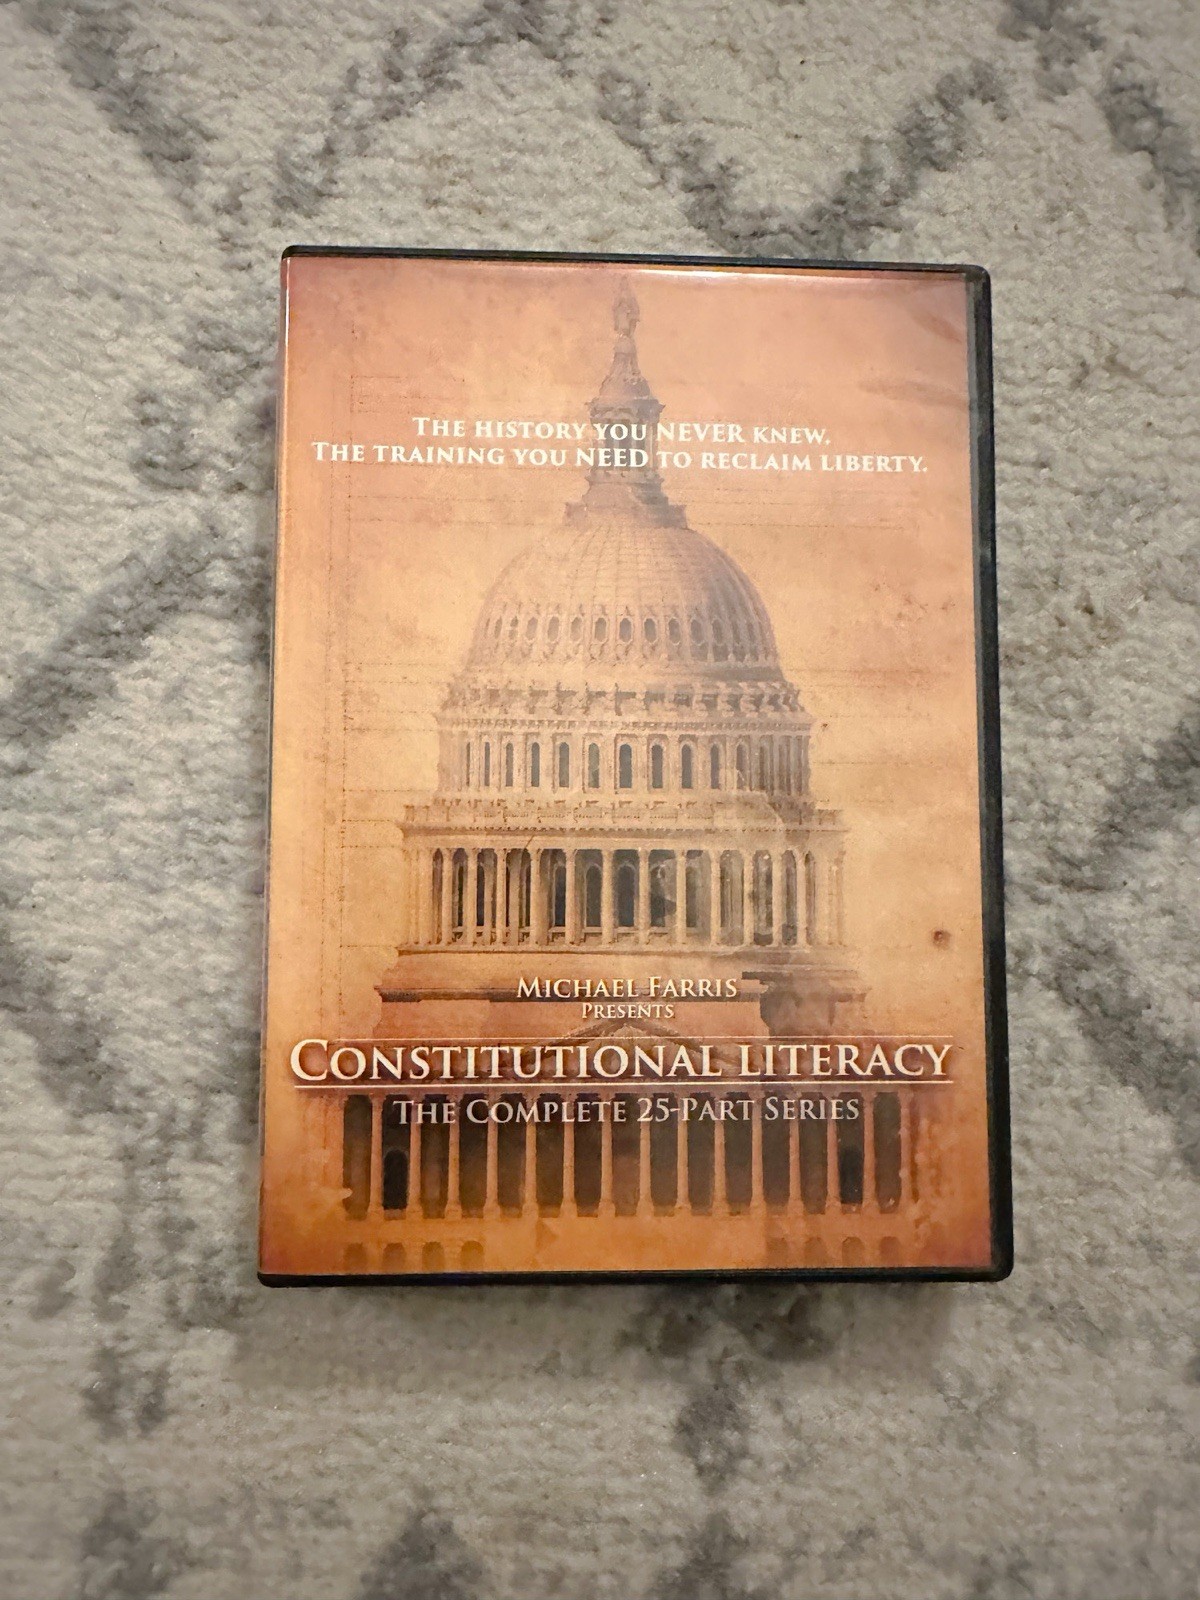 The history you never knew.
The training you need to reclaim liberty.
Michael Farris
Presents
Constitutional Literacy
The Complete 25-Part Series